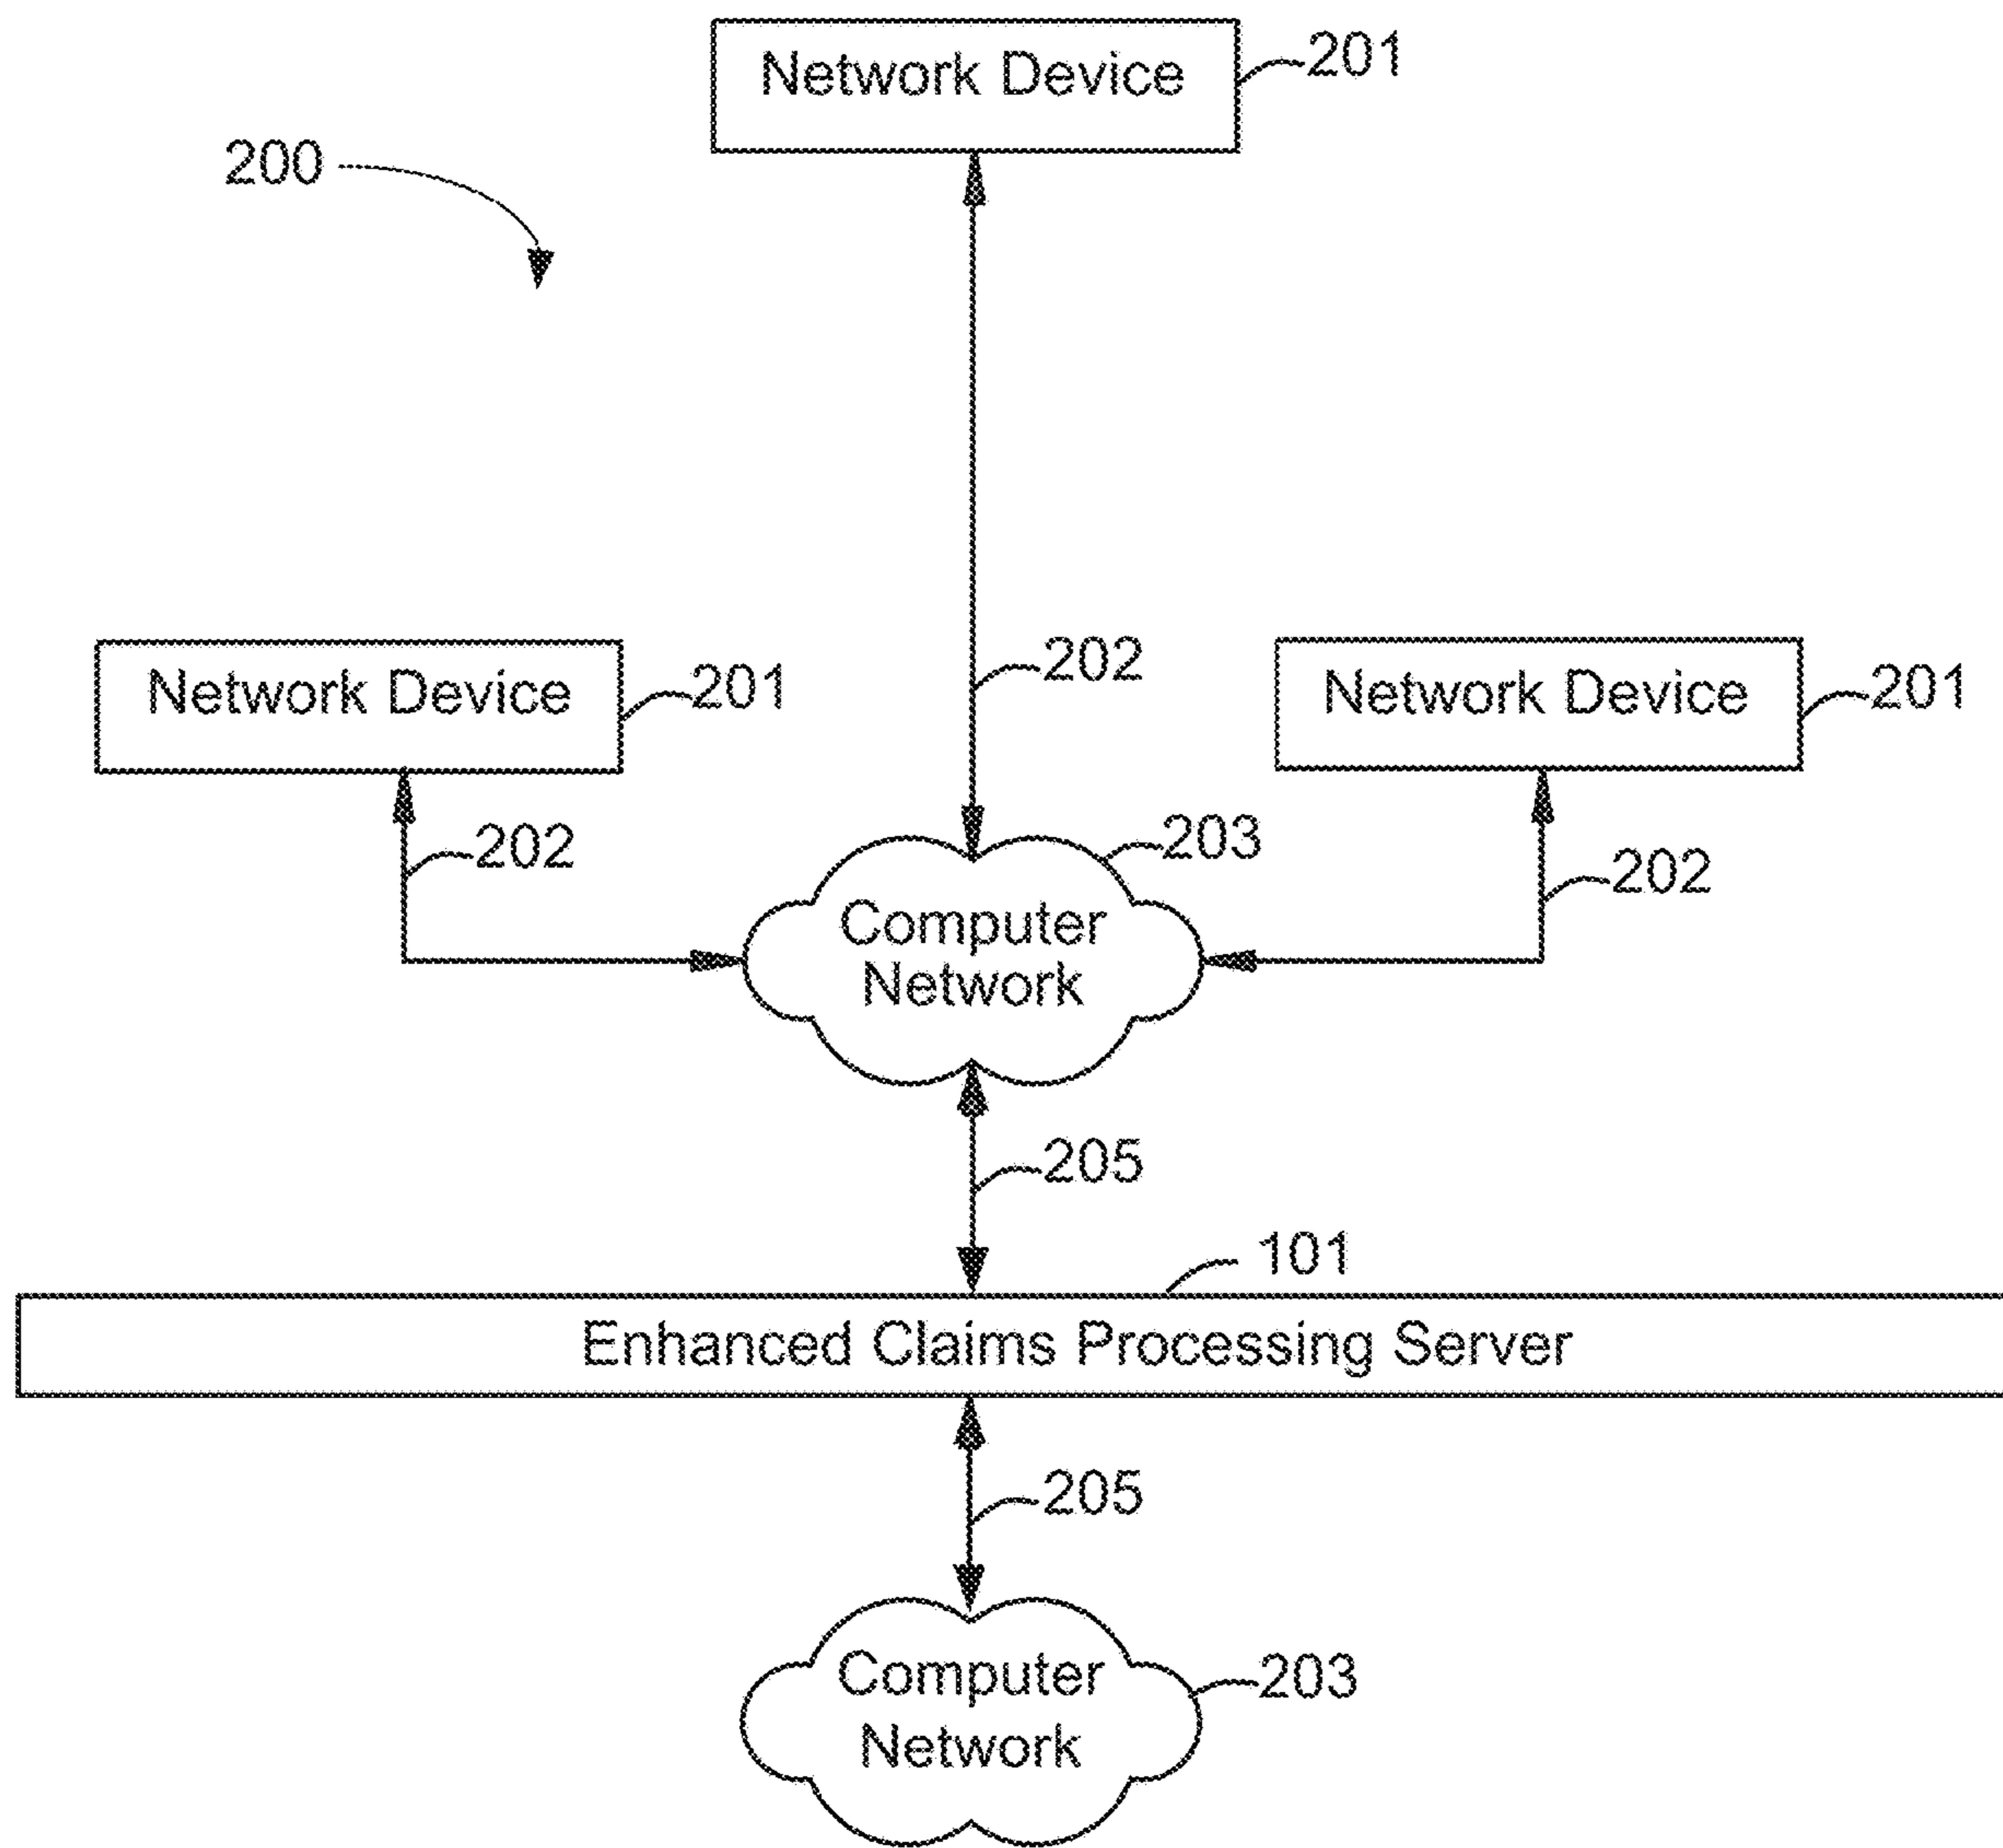 Network Device
201
200
202
Network Device
201
Network Device
201
202
203
202
Computer
Network
205
101
Enhanced Claims Processing Server
205
Computer
Network
203